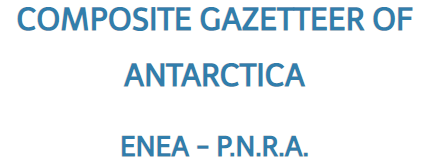 COMPOSITE GAZETTEER OF
ANTARCTICA
ENEA – P.N.R.A.